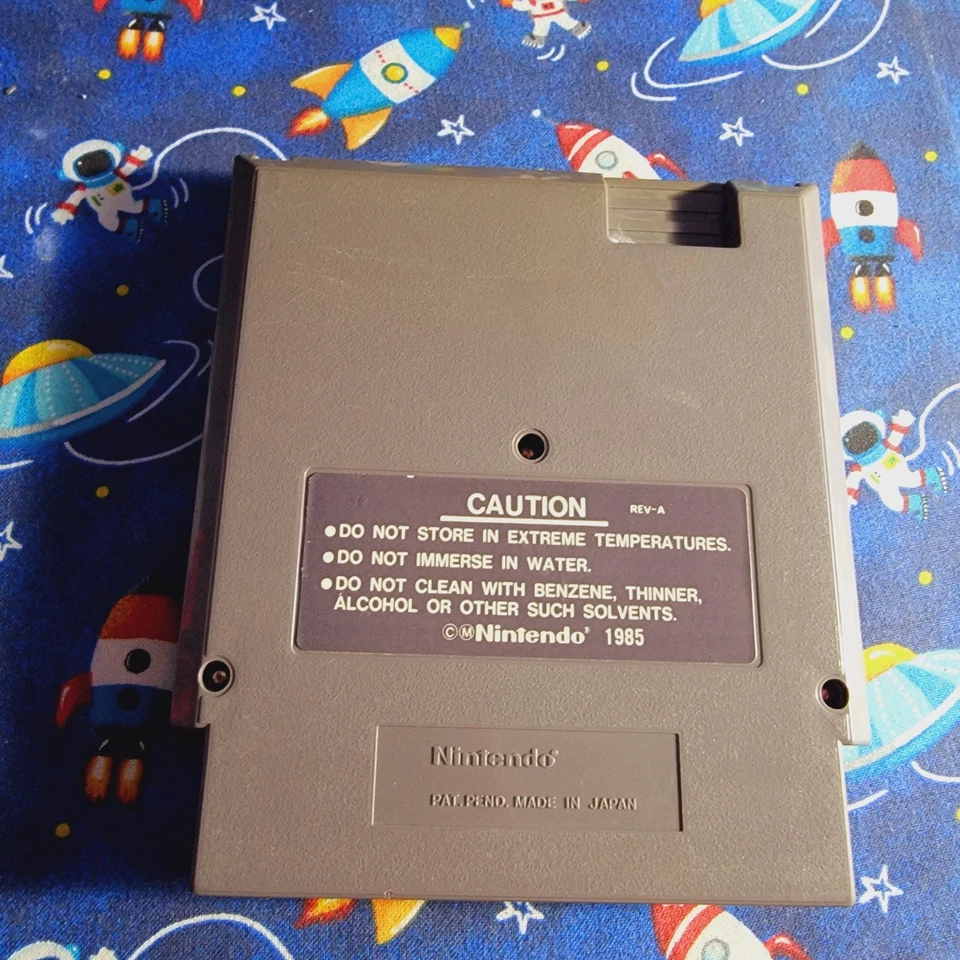 CAUTION REV-A
●DO NOT STORE IN EXTREME TEMPERATURES.
●DO NOT IMMERSE IN WATER.
●DO NOT CLEAN WITH BENZENE, THINNER,
ALCOHOL OR OTHER SUCH SOLVENTS.
©ⓂNintendo® 1985
Nintendo®
PAT. PEND. MADE IN JAPAN